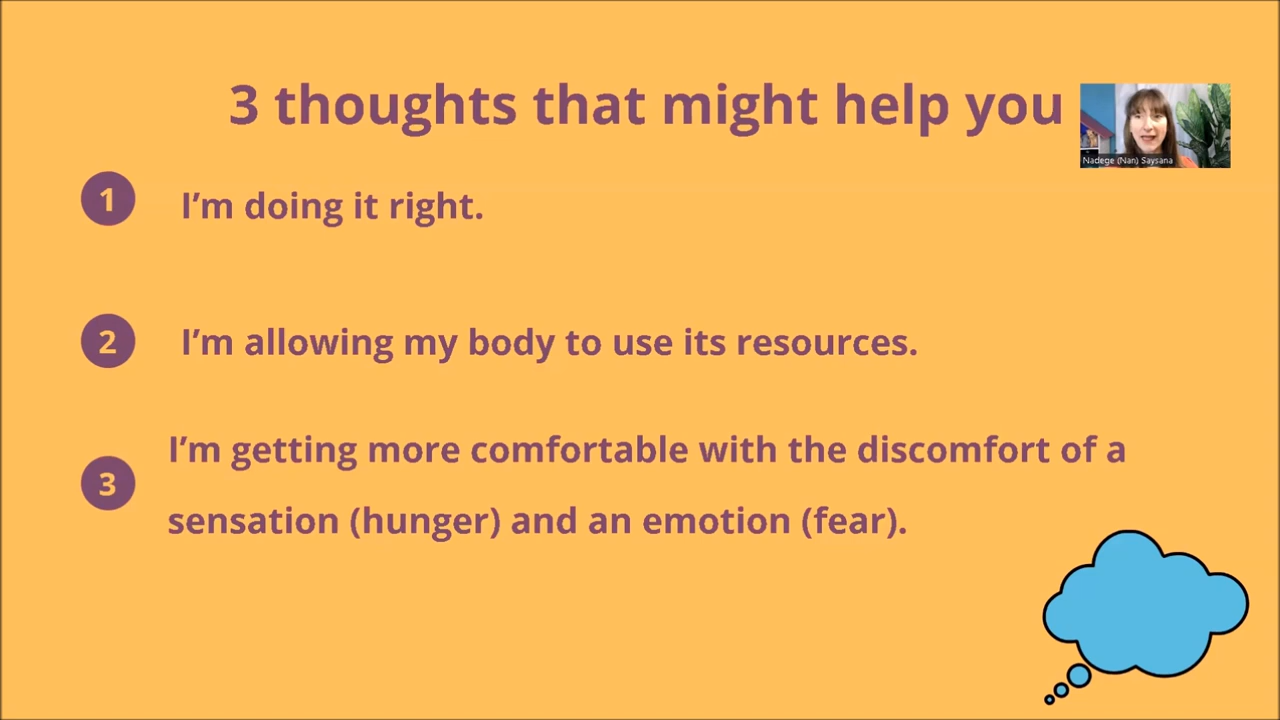 3 thoughts that might help you
Nadege (Nan) Saysana
1
I'm doing it right.
2
I'm allowing my body to use its resources.
3
I'm getting more comfortable with the discomfort of a
sensation (hunger) and an emotion (fear).